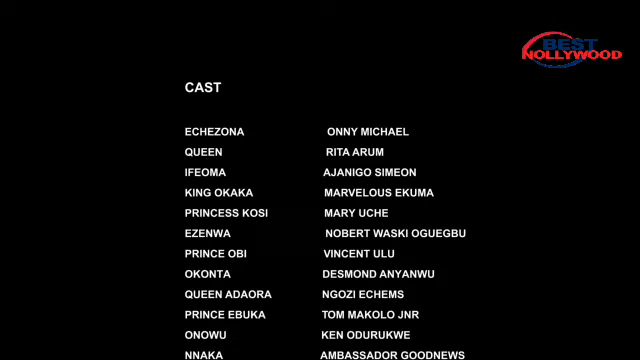 BEST
NOLLYWOOD
CAST
ECHEZONA ONNY MICHAEL
QUEEN RITA ARUM
IFEOMA AJANIGO SIMEON
KING OKAKA MARVELOUS EKUMA
PRINCESS KOSI MARY UCHE
EZENWA NOBERT WASKI OGUEGBU
PRINCE OBI VINCENT ULU
OKONTA DESMOND ANYANWU
QUEEN ADAORA NGOZI ECHEMS
PRINCE EBUKA TOM MAKOLO JNR
ONOWU KEN ODURUKWE
NNAKA AMBASSADOR GOODNEWS